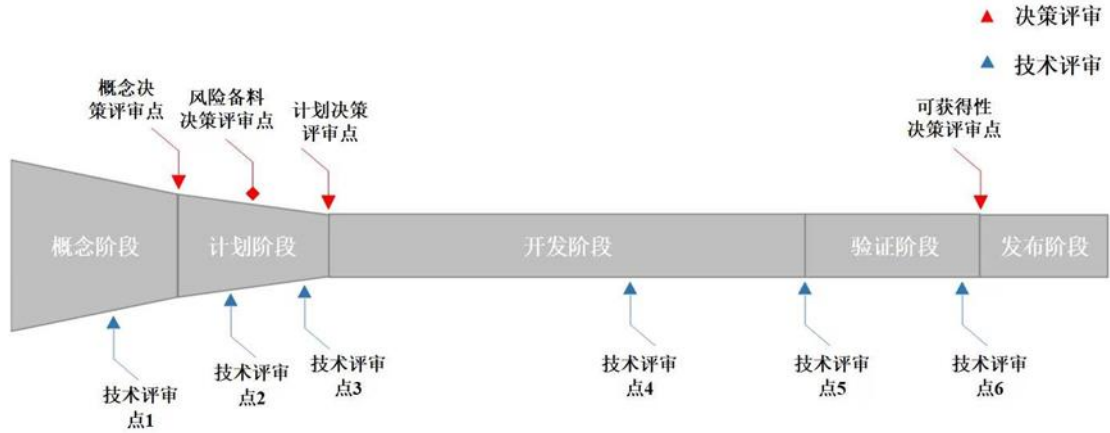 决策评审
技术评审
概念决
策评审点
风险备料
决策评审点
计划决策
评审点
可获得性
决策评审点
概念阶段
计划阶段
开发阶段
验证阶段
发布阶段
技术评审
点1
技术评审
点2
技术评审
点3
技术评审
点4
技术评审
点5
技术评审
点6